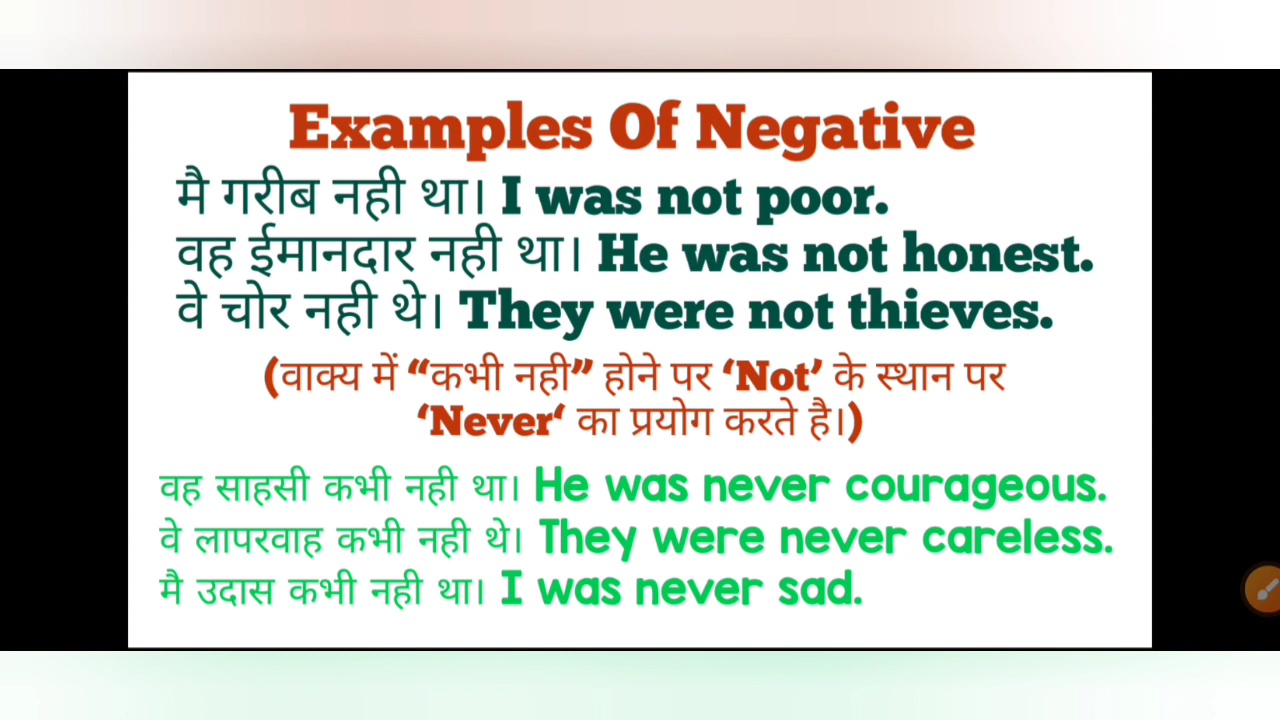 Examples Of Negative
मै गरीब नही था। I was not poor.
वह ईमानदार नही था। He was not honest.
वे चोर नही थे। They were not thieves.
(वाक्य में “कभी नही” होने पर ‘Not’ के स्थान पर
‘Never‘ का प्रयोग करते है।)
वह साहसी कभी नही था। He was never courageous.
वे लापरवाह कभी नही थे। They were never careless.
मै उदास कभी नही था। I was never sad.